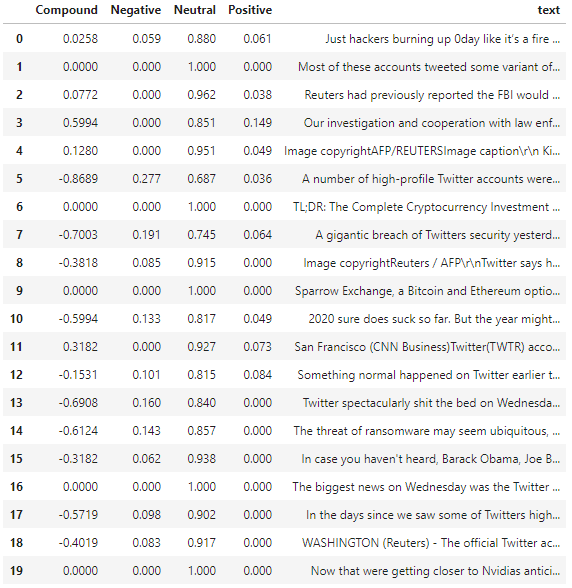 Compound Negative Neutral Positive text
0 0.0258 0.059 0.880 0.061 Just hackers burning up 0day like it's a fire ...
1 0.0000 0.000 1.000 0.000 Most of these accounts tweeted some variant of...
2 0.0772 0.000 0.962 0.038 Reuters had previously reported the FBI would ...
3 0.5994 0.000 0.851 0.149 Our investigation and cooperation with law enf...
4 0.1280 0.000 0.951 0.049 Image copyrightAFP/REUTERSImage caption\r\n Ki...
5 -0.8689 0.277 0.687 0.036 A number of high-profile Twitter accounts were...
6 0.0000 0.000 1.000 0.000 TL;DR: The Complete Cryptocurrency Investment ...
7 -0.7003 0.191 0.745 0.064 A gigantic breach of Twitters security yesterd...
8 -0.3818 0.085 0.915 0.000 Image copyrightReuters / AFP\r\nTwitter says h...
9 0.0000 0.000 1.000 0.000 Sparrow Exchange, a Bitcoin and Ethereum optio...
10 -0.5994 0.133 0.817 0.049 2020 sure does suck so far. But the year might...
11 0.3182 0.000 0.927 0.073 San Francisco (CNN Business)Twitter(TWTR) acco...
12 -0.1531 0.101 0.815 0.084 Something normal happened on Twitter earlier t...
13 -0.6908 0.160 0.840 0.000 Twitter spectacularly shit the bed on Wednesda...
14 -0.6124 0.143 0.857 0.000 The threat of ransomware may seem ubiquitous, ...
15 -0.3182 0.062 0.938 0.000 In case you haven't heard, Barack Obama, Joe B...
16 0.0000 0.000 1.000 0.000 The biggest news on Wednesday was the Twitter ...
17 -0.5719 0.098 0.902 0.000 In the days since we saw some of Twitters high...
18 -0.4019 0.083 0.917 0.000 WASHINGTON (Reuters) - The official Twitter ac...
19 0.0000 0.000 1.000 0.000 Now that were getting closer to Nvidias antici...